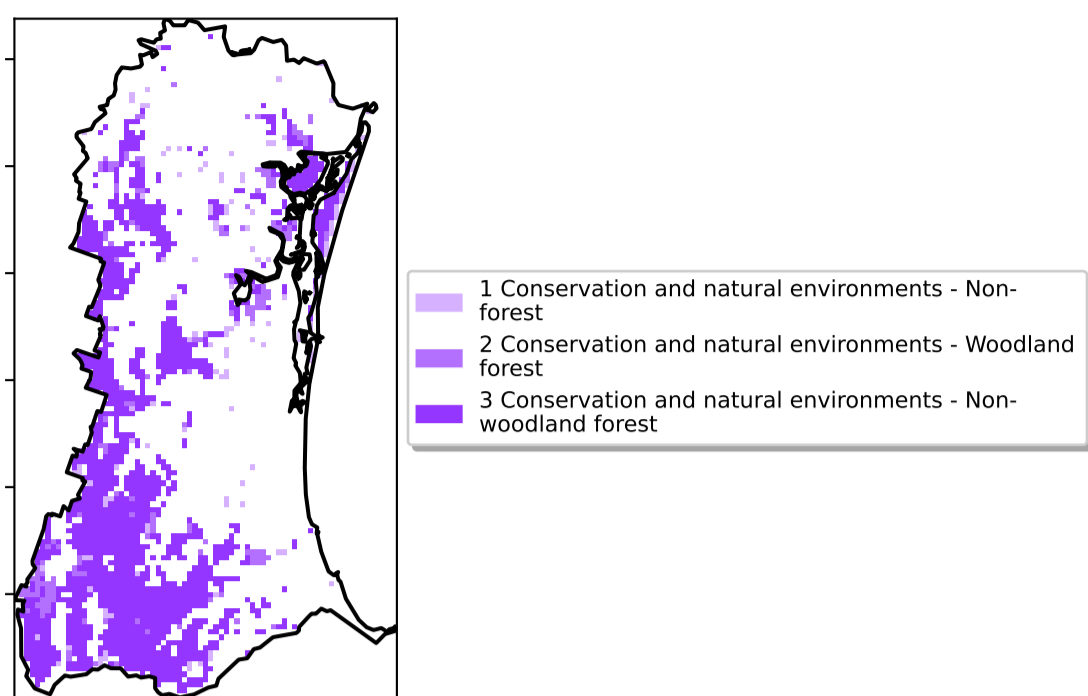 1 Conservation and natural environments - Non-
forest
2 Conservation and natural environments - Woodland
forest
3 Conservation and natural environments - Non-
woodland forest